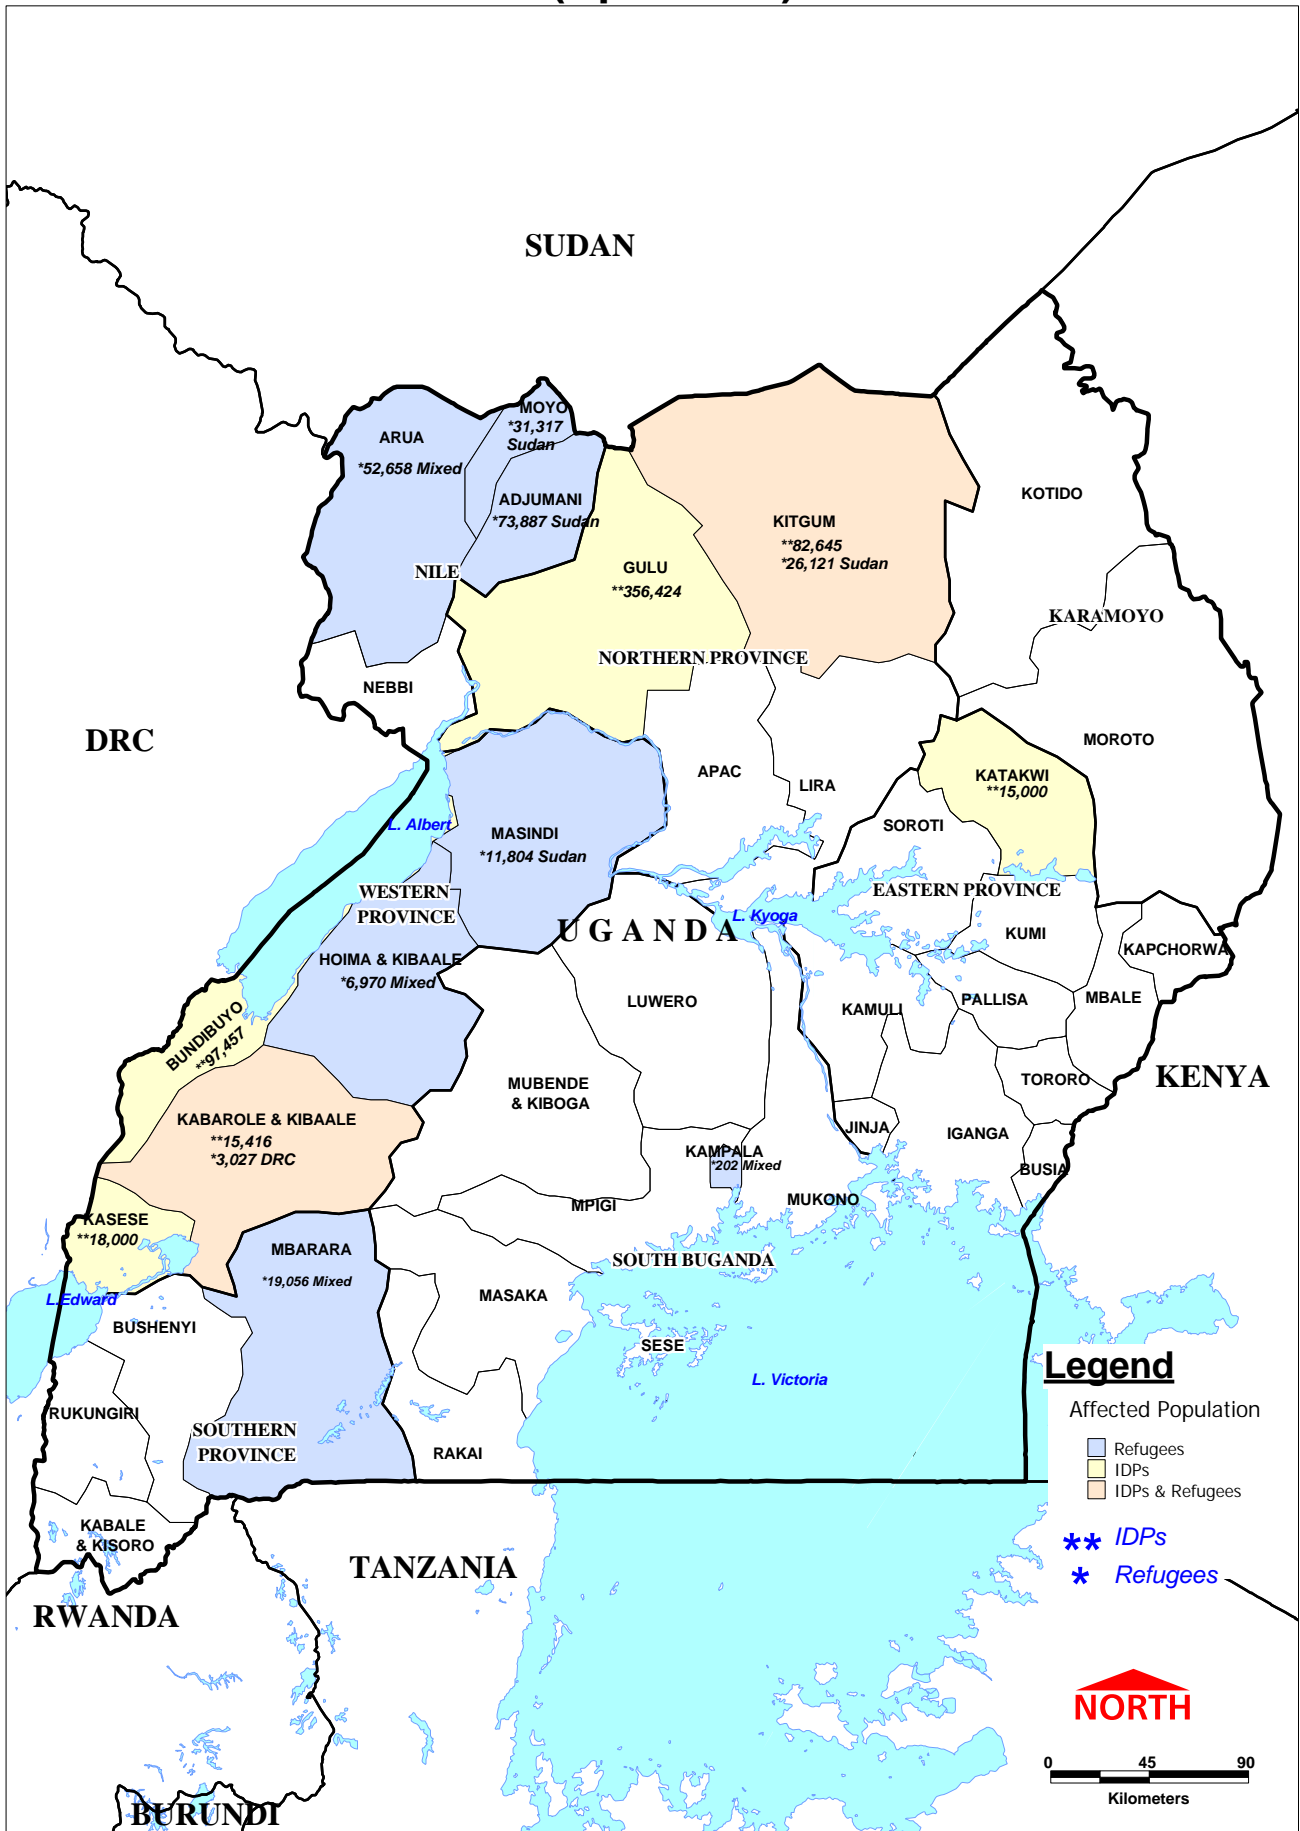 SUDAN
MOYO
*31,317
Sudan
ARUA
*52,658 Mixed
ADJUMANI
*73,887 Sudan
KITGUM
**82,645
*26,121 Sudan
KOTIDO
NILE
GULU
**356,424
KARAMOYO
NORTHERN PROVINCE
NEBBI
DRC
MOROTO
APAC
LIRA
KATAKWI
**15,000
L. Albert
MASINDI
*11,804 Sudan
SOROTI
WESTERN
PROVINCE
EASTERN PROVINCE
L. Kyoga
UGANDA
KUMI
KAPCHORWA
HOIMA & KIBAALE
*6,970 Mixed
LUWERO
KAMULI
PALLISA
MBALE
BUNDIBUYO
**97,457
MUBENDE
& KIBOGA
TORORO
KENYA
KABAROLE & KIBAALE
**15,416
*3,027 DRC
JINJA
IGANGA
KAMPALA
*202 Mixed
BUSIA
MPIGI
MUKONO
KASESE
**18,000
MBARARA
*19,056 Mixed
SOUTH BUGANDA
L.Edward
MASAKA
BUSHENYI
SESE
L. Victoria
RUKUNGIRI
SOUTHERN
PROVINCE
RAKAI
KABALE
& KISORO
TANZANIA
RWANDA
BURUNDI
Legend
Affected Population
Refugees
IDPs
IDPs & Refugees
** IDPs
* Refugees
NORTH
0 45 90
Kilometers